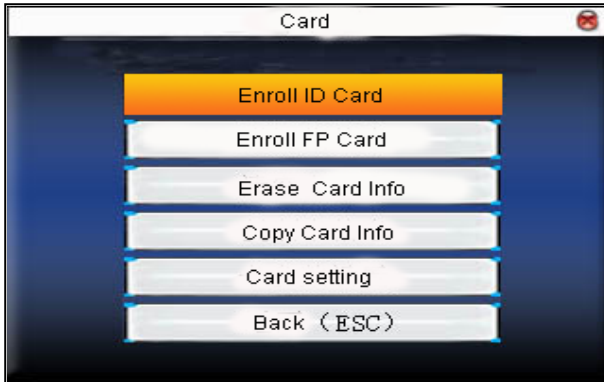 Card
Enroll ID Card
Enroll FP Card
Erase Card Info
Copy Card Info
Card setting
Back（ESC）